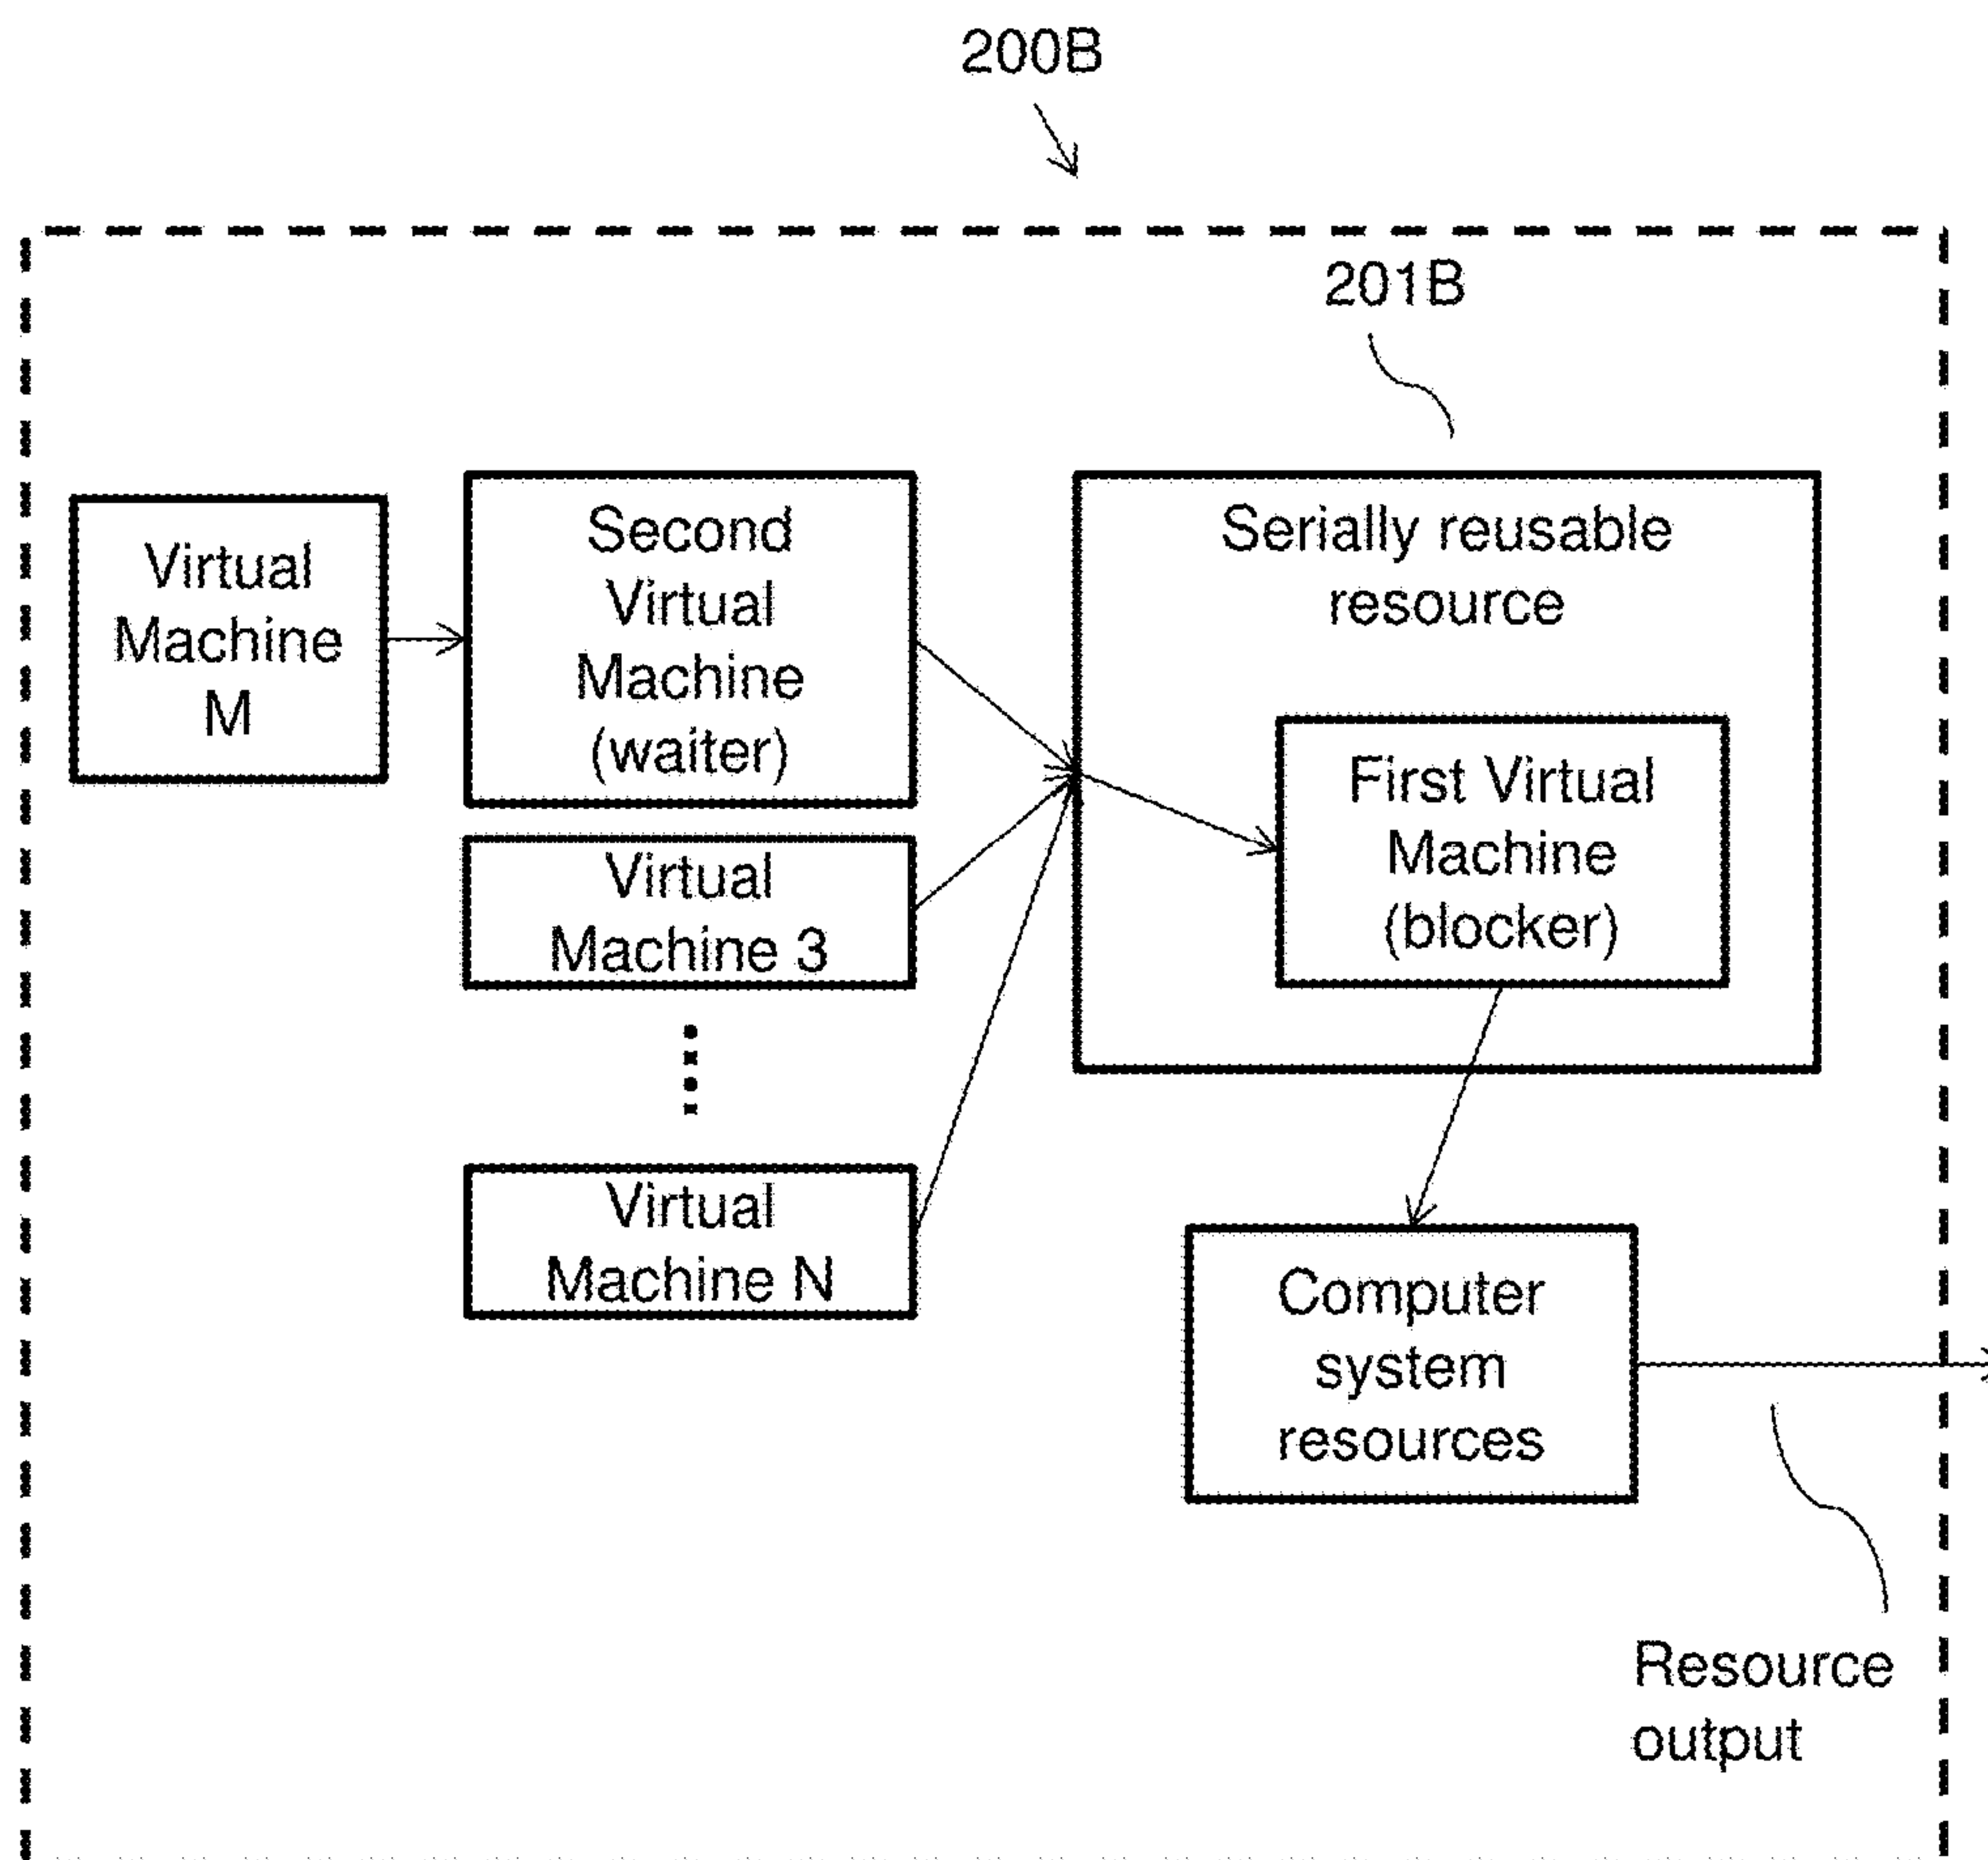 200B
201B
Virtual
Machine
M
Second
Virtual
Machine
(waiter)
Virtual
Machine 3
Virtual
Machine N
Serially reusable
resource
First Virtual
Machine
(blocker)
Computer
system
resources
Resource
output